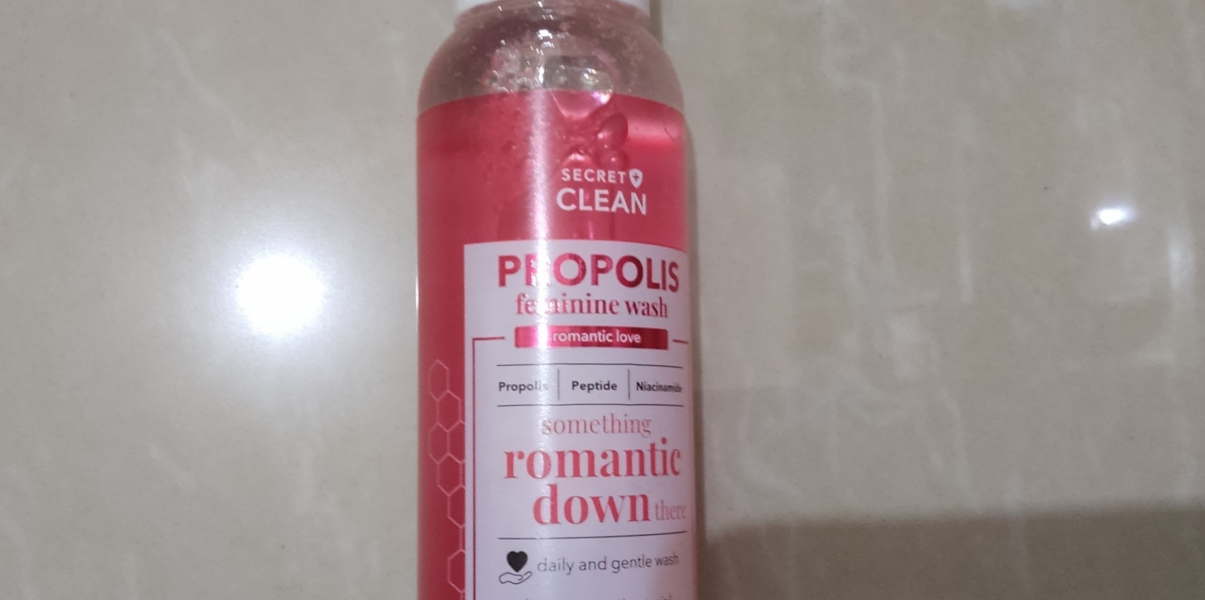 SECRET
CLEAN
PROPOLIS
feminine wash
romantic love
Propolis | Peptide | Niacinamide
something
romantic
down there
daily and gentle wash